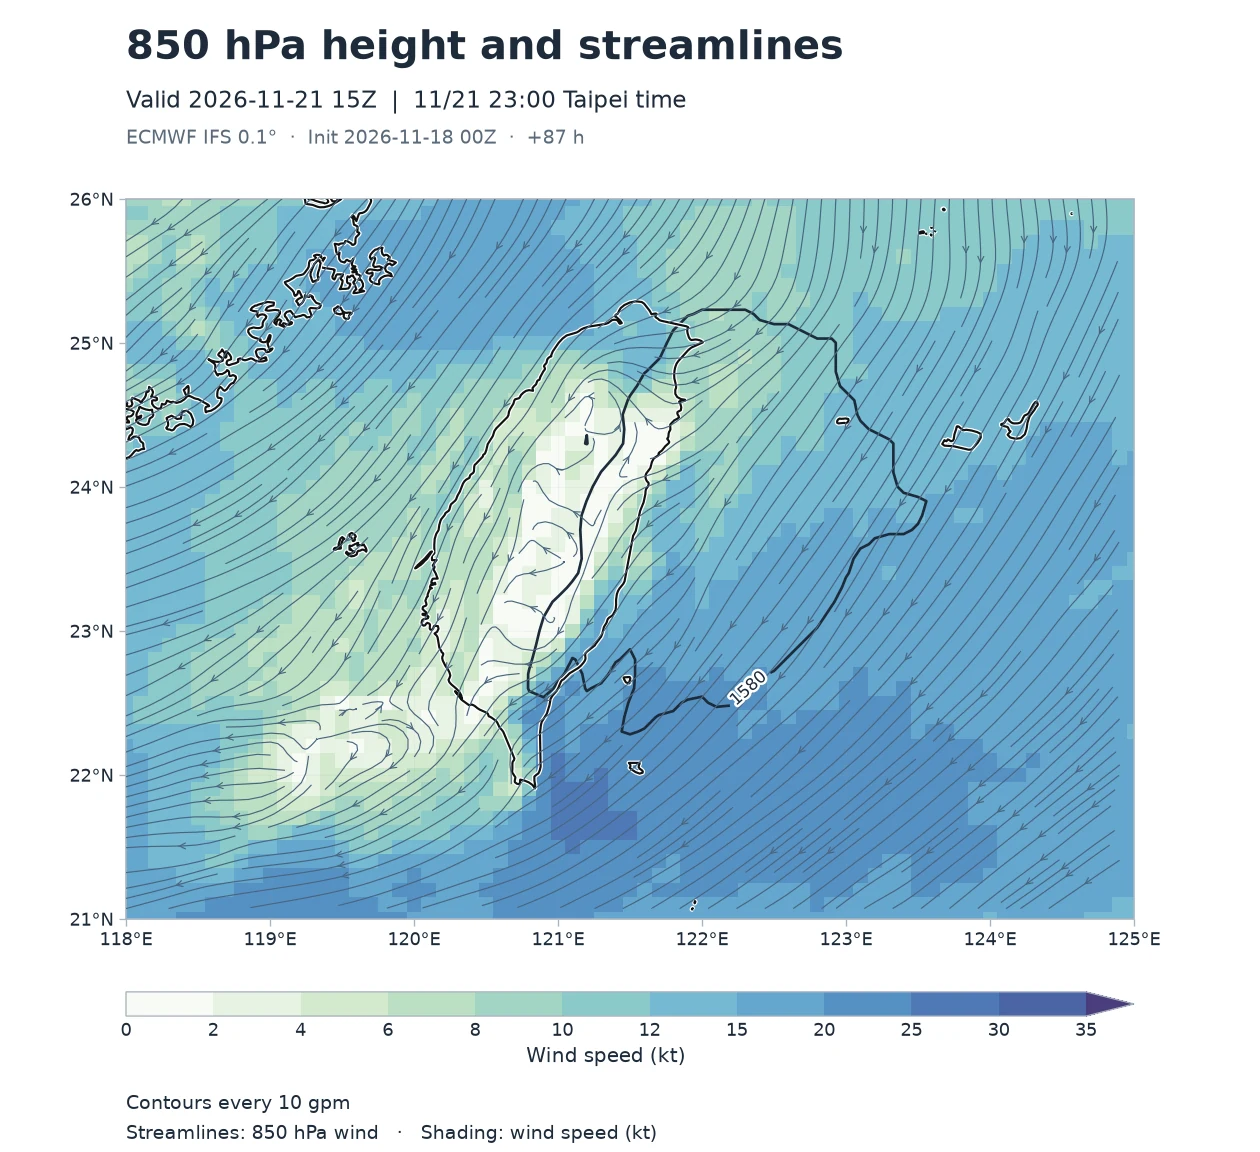 850 hPa height and streamlines
Valid 2026-11-21 15Z | 11/21 23:00 Taipei time
ECMWF IFS 0.1° · Init 2026-11-18 00Z · +87 h
26°N
25°N
24°N
23°N
22°N
21°N
1580
118°E 119°E 120°E 121°E 122°E 123°E 124°E 125°E
0 2 4 6 8 10 12 15 20 25 30 35
Wind speed (kt)
Contours every 10 gpm
Streamlines: 850 hPa wind · Shading: wind speed (kt)